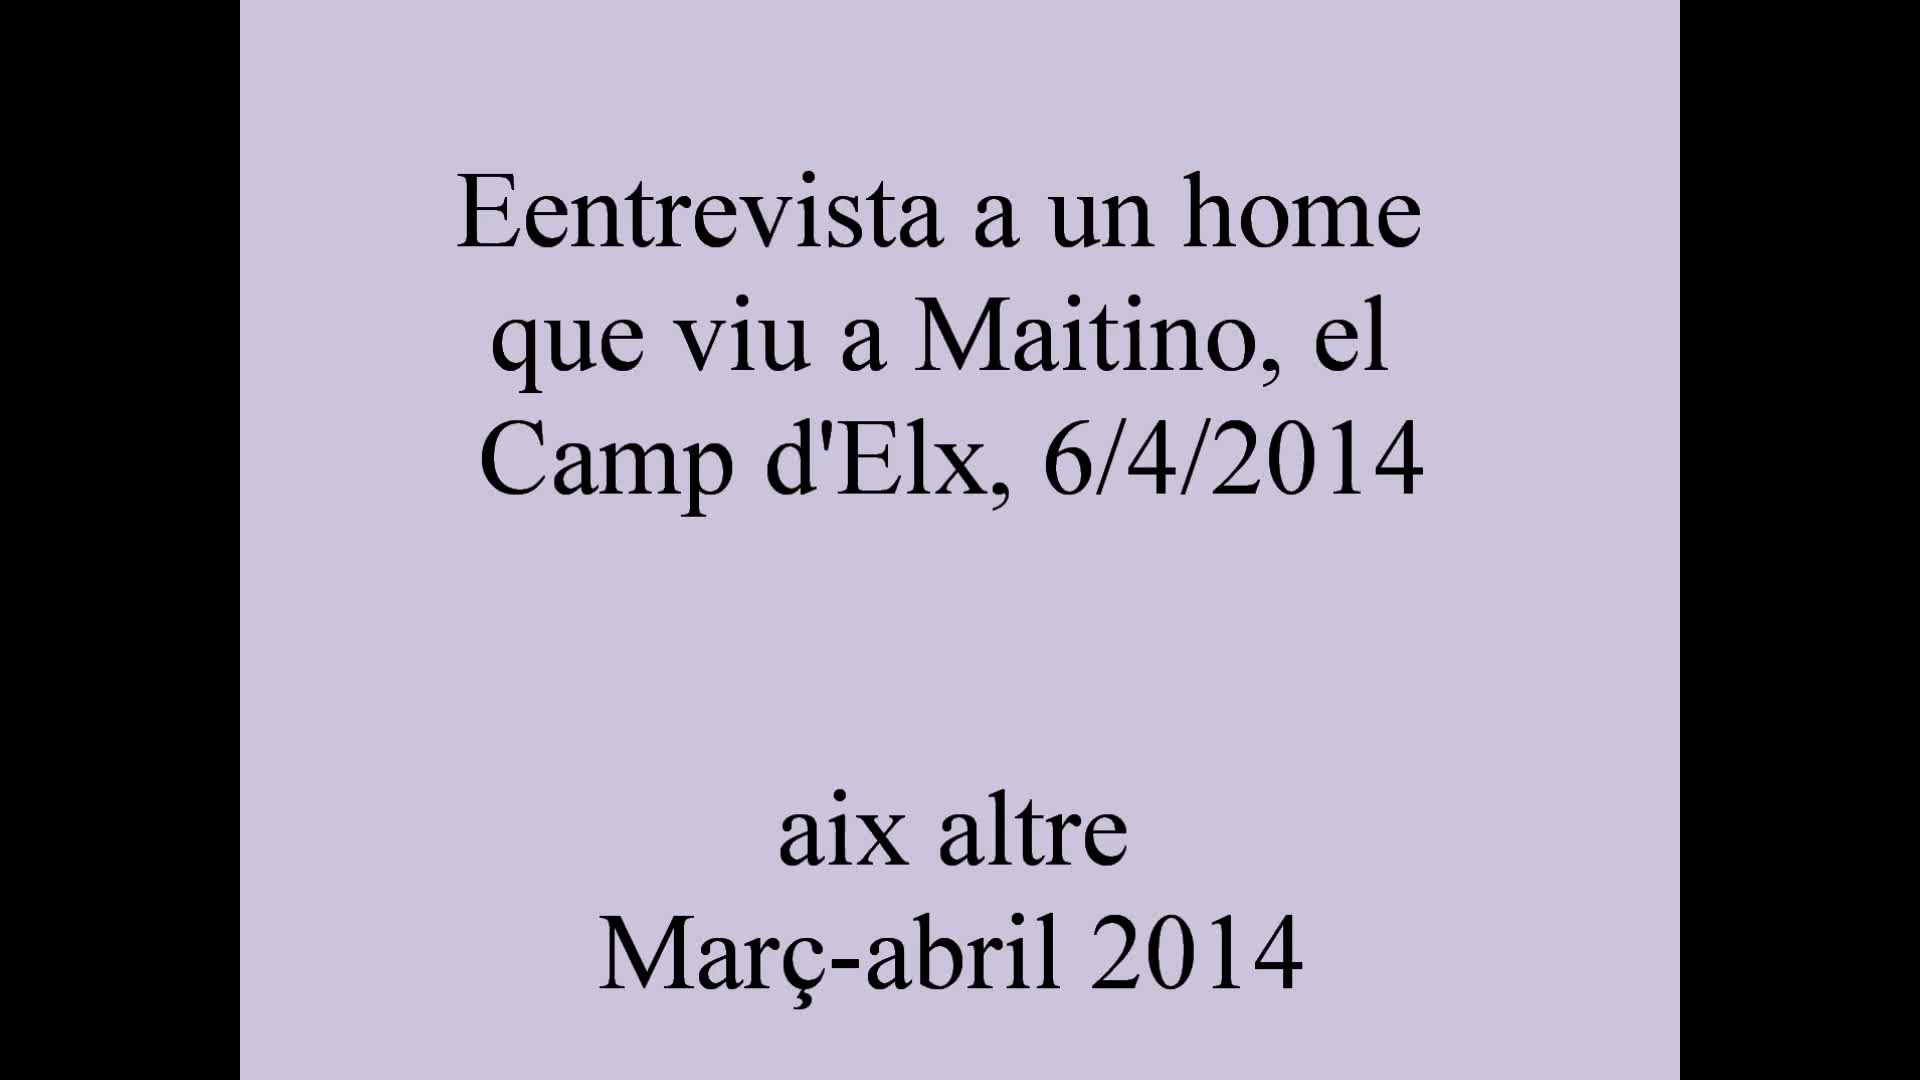 Eentrevista a un home
que viu a Maitino, el
Camp d'Elx, 6/4/2014
aix altre
Març-abril 2014